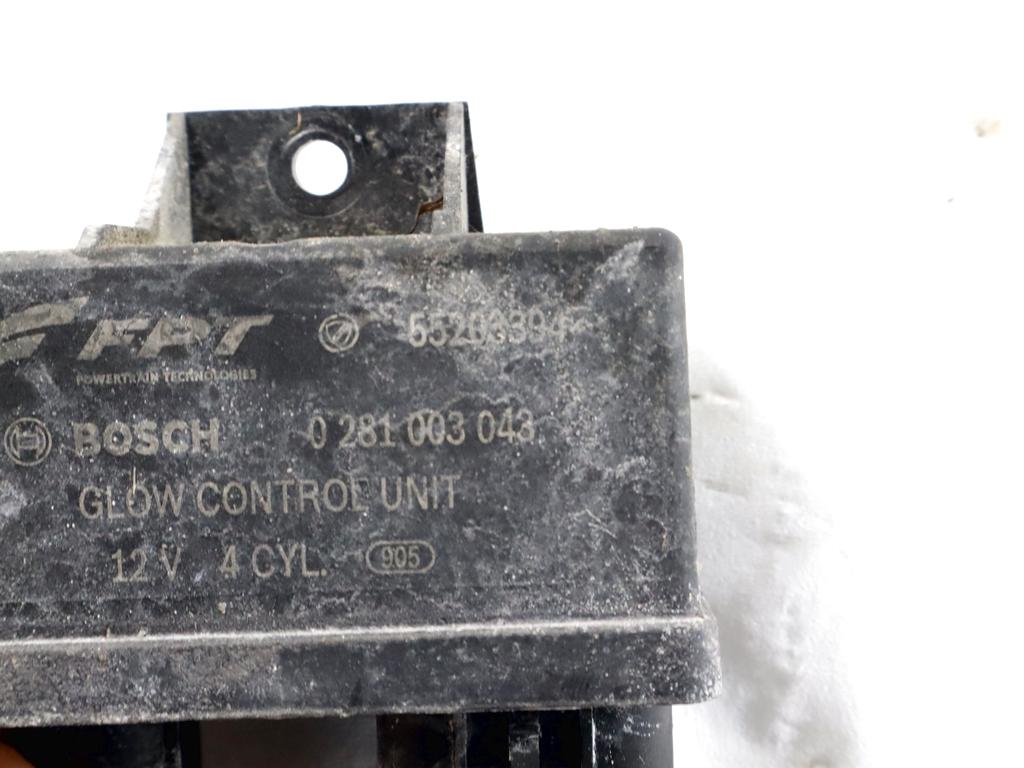 FPT 55203394
POWERTRAIN TECHNOLOGIES
BOSCH 0 281 003 043
GLOW CONTROL UNIT
12 V 4 CYL. 905